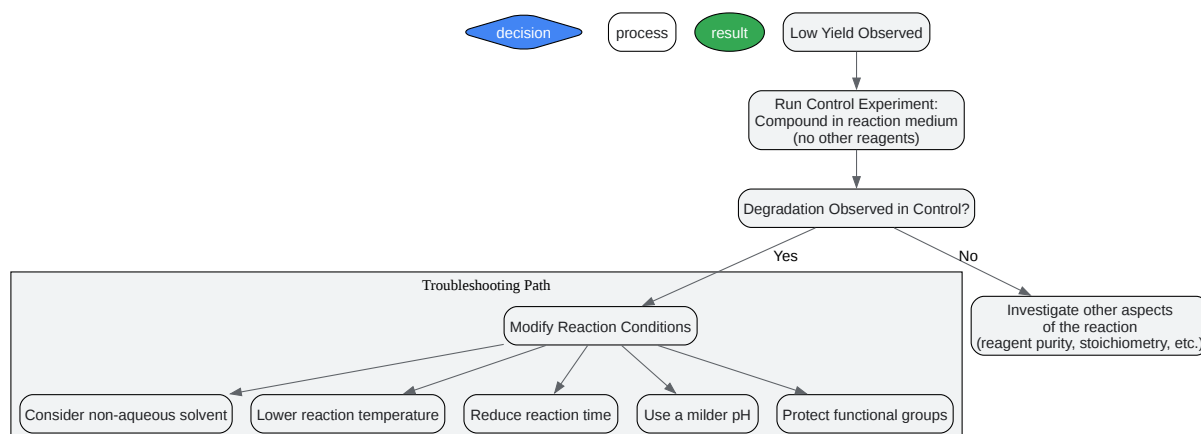 decision
process
result
Low Yield Observed
Run Control Experiment:
Compound in reaction medium
(no other reagents)
Degradation Observed in Control?
Yes
No
Troubleshooting Path
Modify Reaction Conditions
Investigate other aspects
of the reaction
(reagent purity, stoichiometry, etc.)
Consider non-aqueous solvent
Lower reaction temperature
Reduce reaction time
Use a milder pH
Protect functional groups